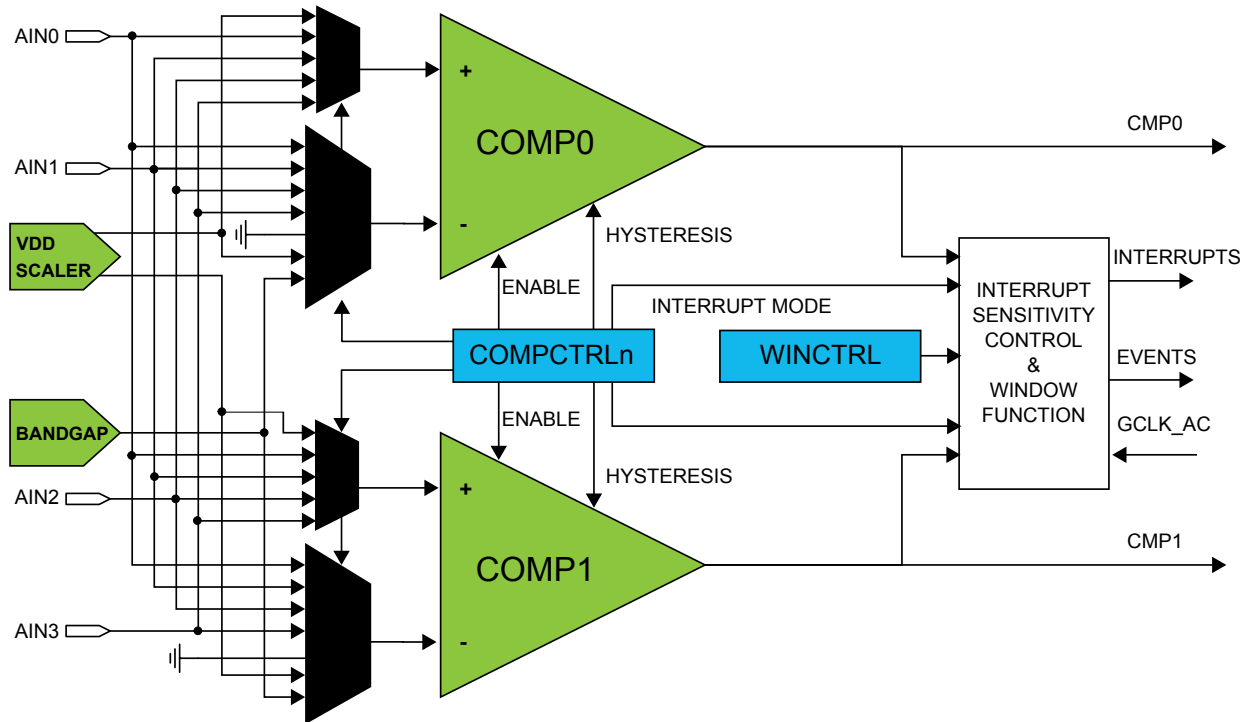 AIN0
+
COMP0
-
CMP0
AIN1
VDD
SCALER
HYSTERESIS
ENABLE
INTERRUPT MODE
COMPCTRLn
WINCTRL
INTERRUPT
SENSITIVITY
CONTROL
&
WINDOW
FUNCTION
INTERRUPTS
EVENTS
GCLK_AC
BANDGAP
ENABLE
HYSTERESIS
AIN2
+
COMP1
-
CMP1
AIN3